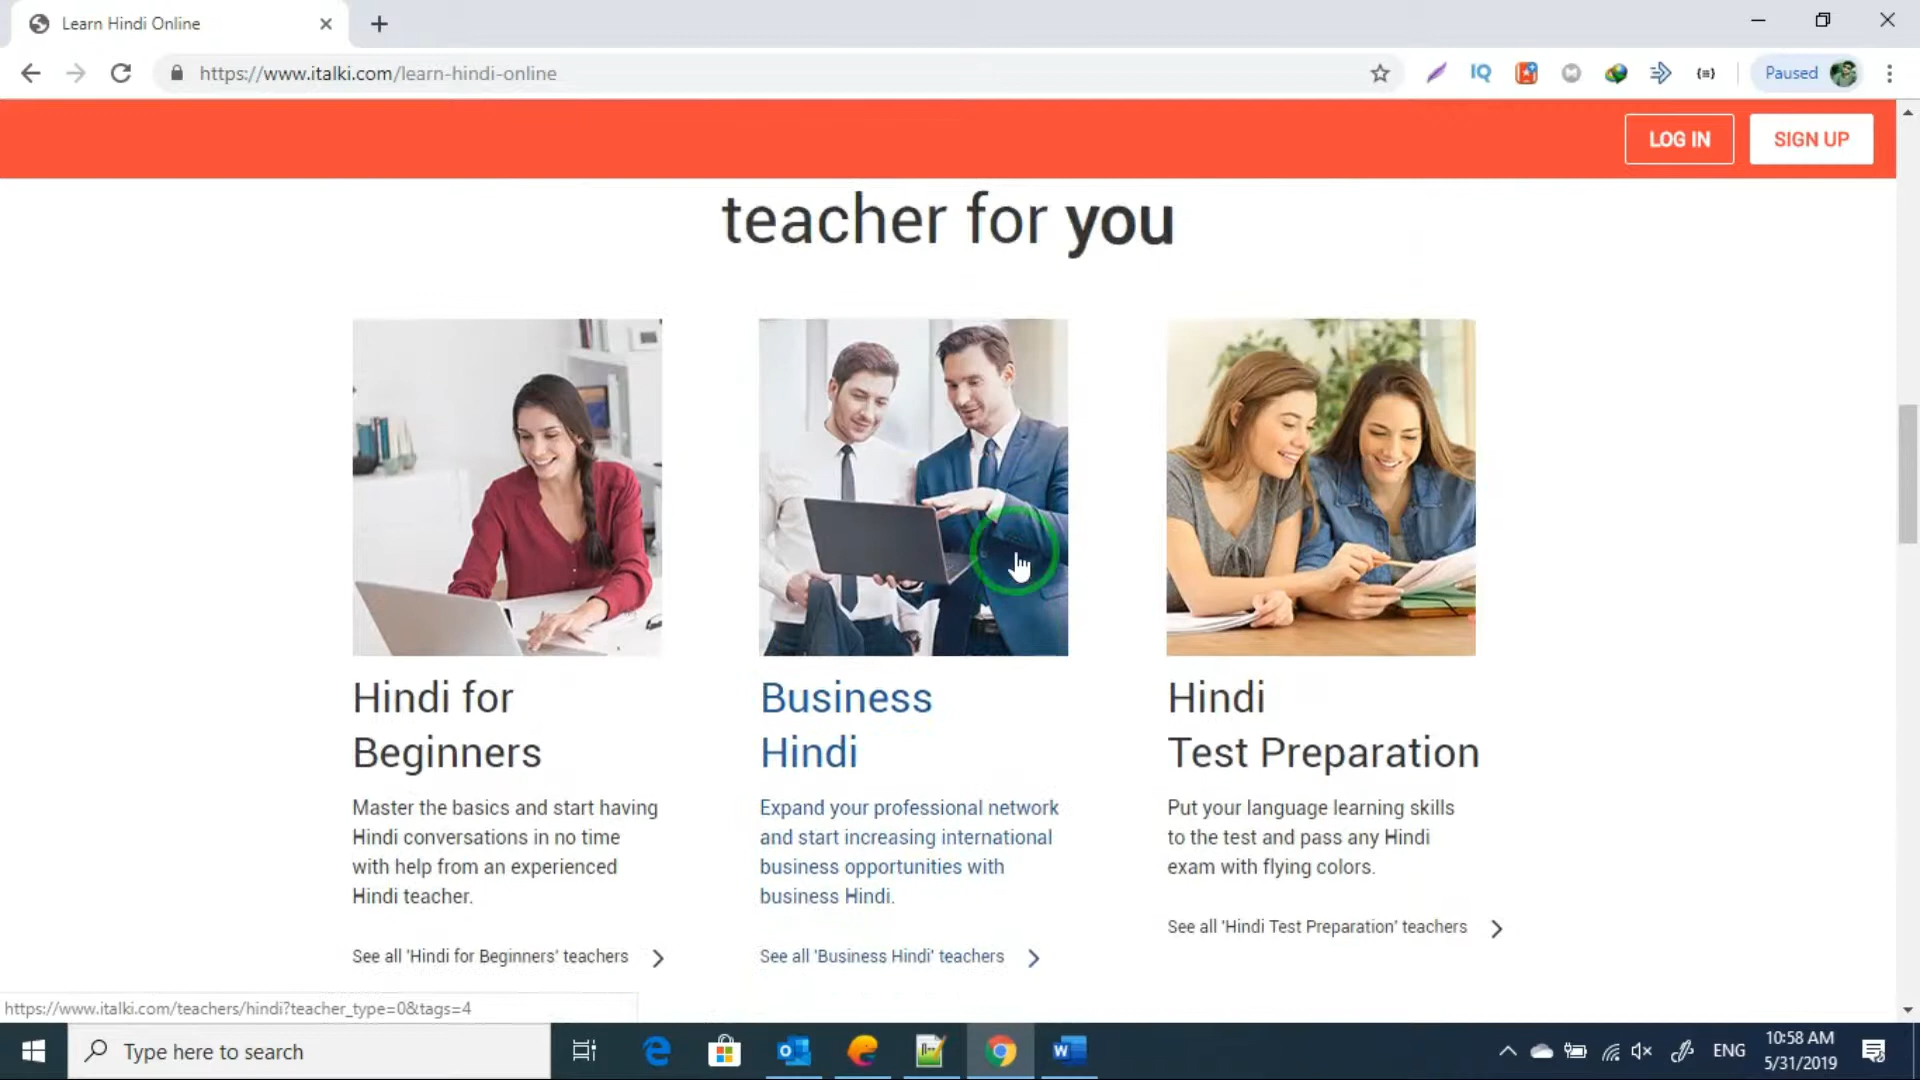 Learn Hindi Online
https://www.italki.com/learn-hindi-online
IQ
Paused
LOG IN
SIGN UP
teacher for you
Hindi for
Beginners
Master the basics and start having
Hindi conversations in no time
with help from an experienced
Hindi teacher.
See all 'Hindi for Beginners' teachers
Business
Hindi
Expand your professional network
and start increasing international
business opportunities with
business Hindi.
See all 'Business Hindi' teachers
Hindi
Test Preparation
Put your language learning skills
to the test and pass any Hindi
exam with flying colors.
See all 'Hindi Test Preparation' teachers
https://www.italki.com/teachers/hindi?teacher_type=0&tags=4
Type here to search
ENG
10:58 AM
5/31/2019